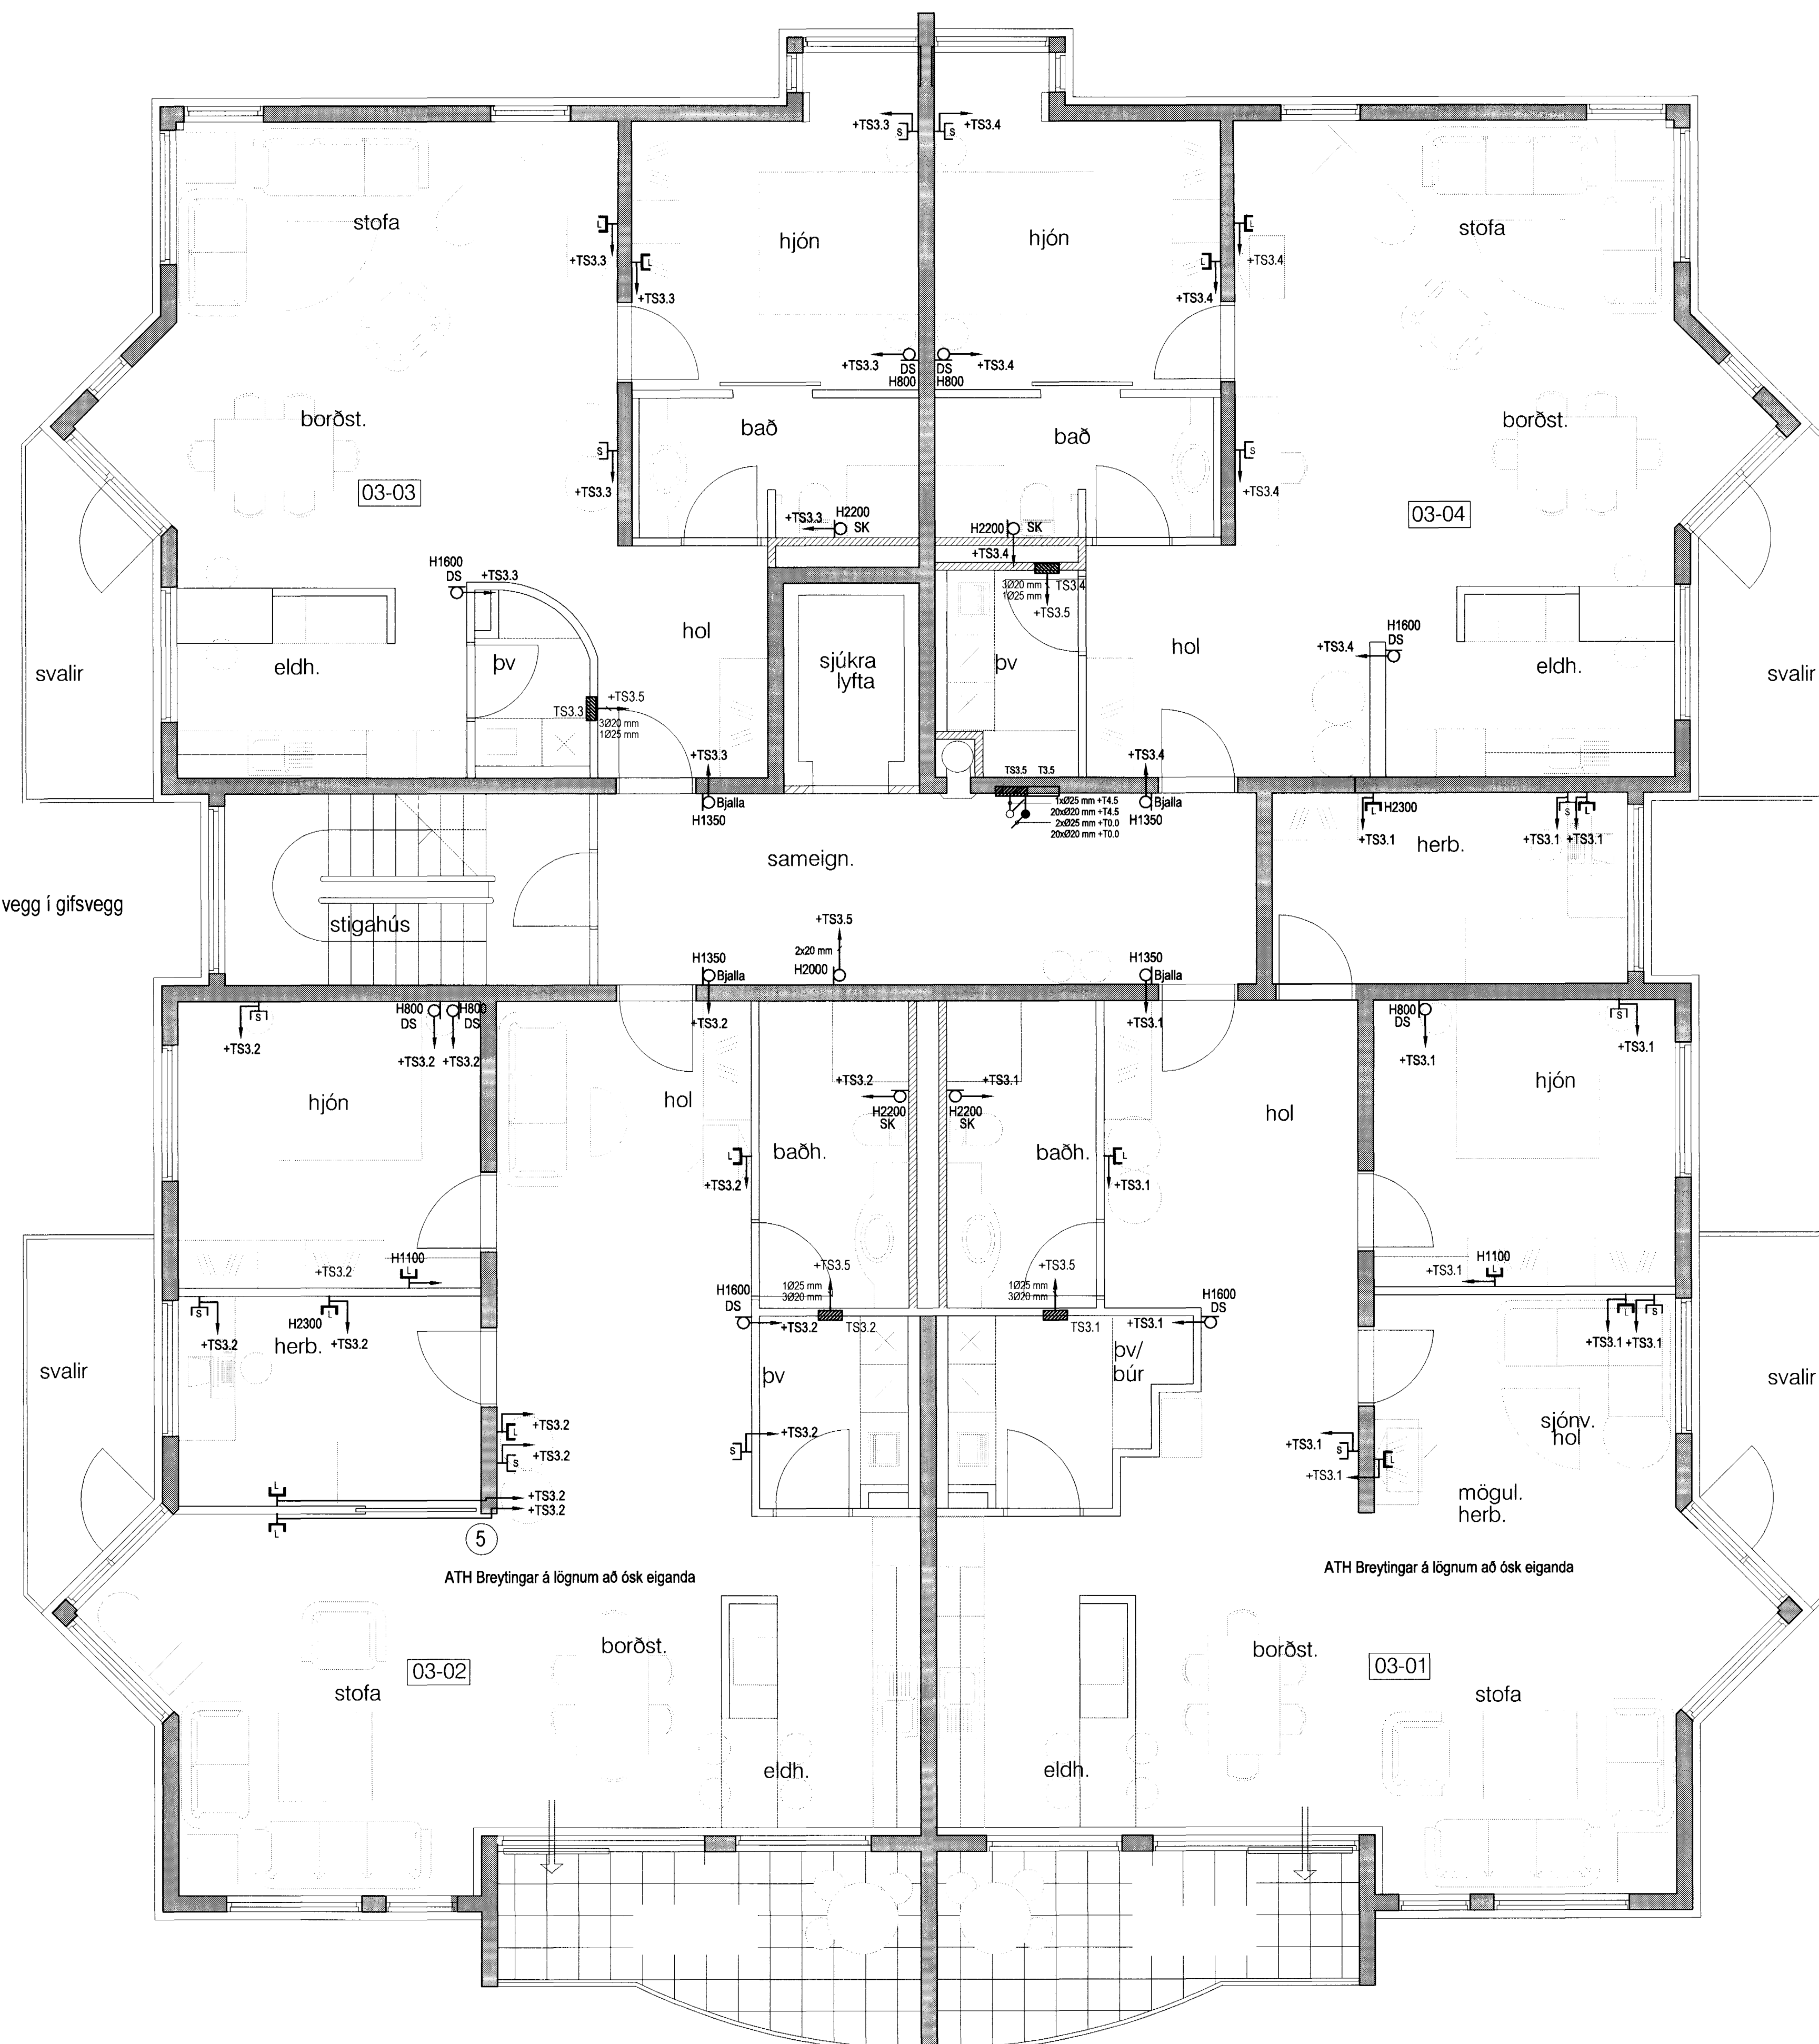 +TS3.3
S
S
+TS3.4
stofa
hjón
hjón
stofa
L
+TS3.3
L
+TS3.3
L
+TS3.4
L
+TS3.4
+TS3.3
DS
H800
DS
H800
+TS3.4
borðst.
bað
bað
borðst.
03-03
S
+TS3.3
S
+TS3.4
03-04
+TS3.3
H2200
SK
H2200
SK
+TS3.4
H1600
DS
+TS3.3
3Ø20 mm
1Ø25 mm
TS3.4
+TS3.5
svalir
eldh.
þv
hol
sjúkra
lyfta
þv
hol
+TS3.4
H1600
DS
eldh.
svalir
TS3.3
+TS3.5
3Ø20 mm
1Ø25 mm
+TS3.3
Bjalla
H1350
TS3.5
T3.5
+TS3.4
Bjalla
H1350
1xØ25 mm +T4.5
20xØ20 mm +T4.5
2xØ25 mm +T0.0
20xØ20 mm +T0.0
L
H2300
+TS3.1
S
L
+TS3.1
+TS3.1
herb.
sameign.
vegg í gifsvegg
stigahús
+TS3.5
2x20 mm
H2000
H1350
Bjalla
+TS3.2
H1350
Bjalla
+TS3.1
S
+TS3.2
H800
DS
H800
DS
+TS3.2
+TS3.2
H800
DS
+TS3.1
S
+TS3.1
hjón
hol
+TS3.2
H2200
SK
+TS3.1
H2200
SK
hol
hjón
L
+TS3.2
baðh.
baðh.
L
+TS3.1
+TS3.2
H1100
L
+TS3.5
1Ø25 mm
3Ø20 mm
+TS3.5
1Ø25 mm
3Ø20 mm
H1100
L
+TS3.1
S
+TS3.2
L
H2300
+TS3.2
herb.
H1600
DS
+TS3.2
TS3.2
TS3.1
+TS3.1
H1600
DS
L
S
+TS3.1
+TS3.1
svalir
þv
þv/
búr
svalir
+TS3.2
L
+TS3.2
S
S
+TS3.2
+TS3.1
S
L
+TS3.1
sjónv.
hol
mögul.
herb.
L
+TS3.2
+TS3.2
L
5
ATH Breytingar á lögnum að ósk eiganda
ATH Breytingar á lögnum að ósk eiganda
borðst.
borðst.
03-02
03-01
stofa
stofa
eldh.
eldh.